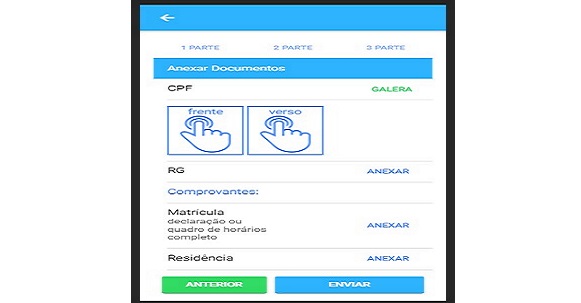 1 PARTE 2 PARTE 3 PARTE
Anexar Documentos
CPF GALERA
frente verso
RG ANEXAR
Comprovantes:
Matrícula
declaração ou
quadro de horários
completo
ANEXAR
Residência ANEXAR
ANTERIOR ENVIAR